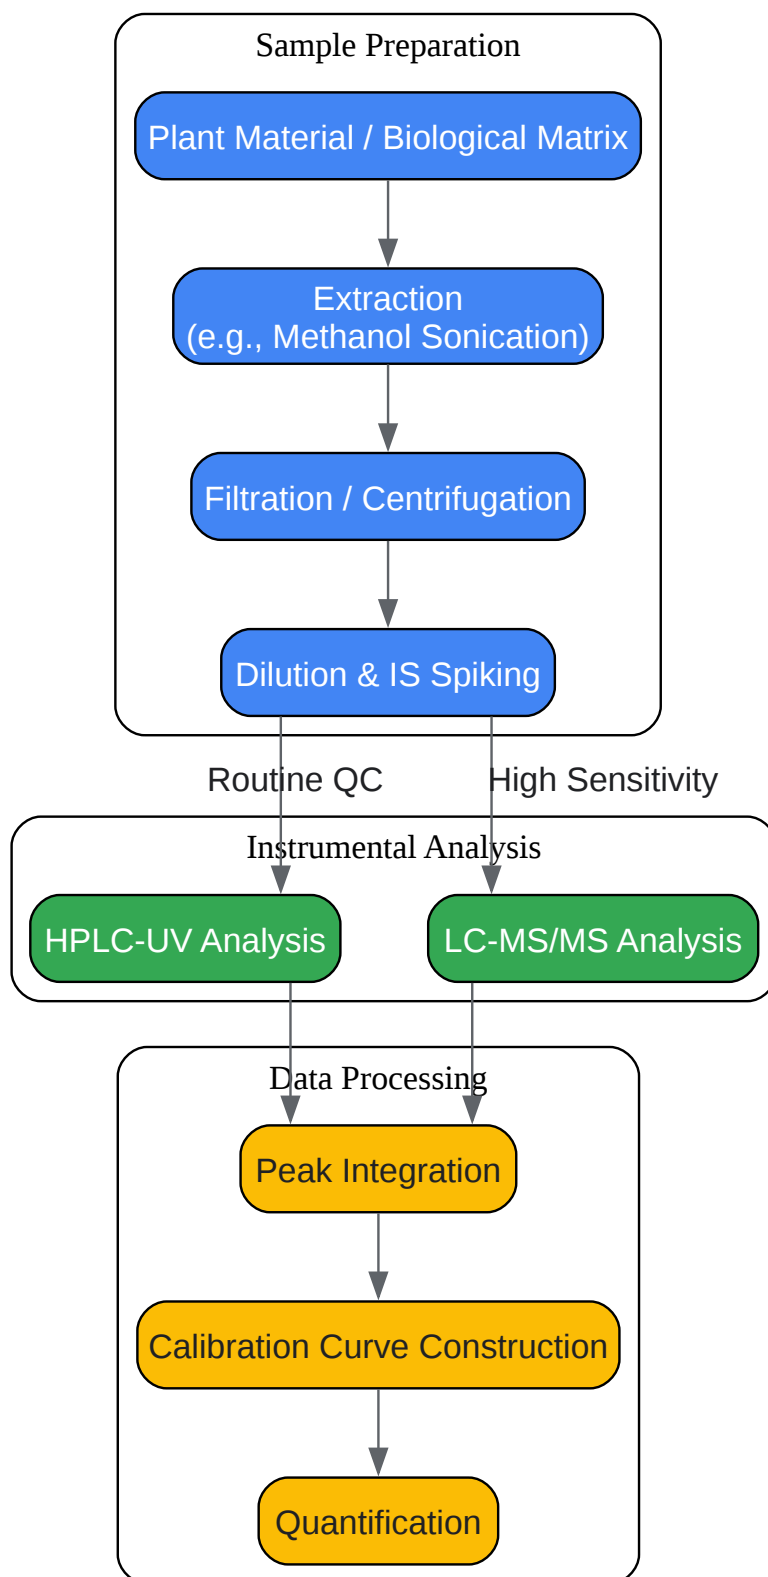 Sample Preparation
Plant Material / Biological Matrix
Extraction
(e.g., Methanol Sonication)
Filtration / Centrifugation
Dilution & IS Spiking
Routine QC
High Sensitivity
Instrumental Analysis
HPLC-UV Analysis
LC-MS/MS Analysis
Data Processing
Peak Integration
Calibration Curve Construction
Quantification